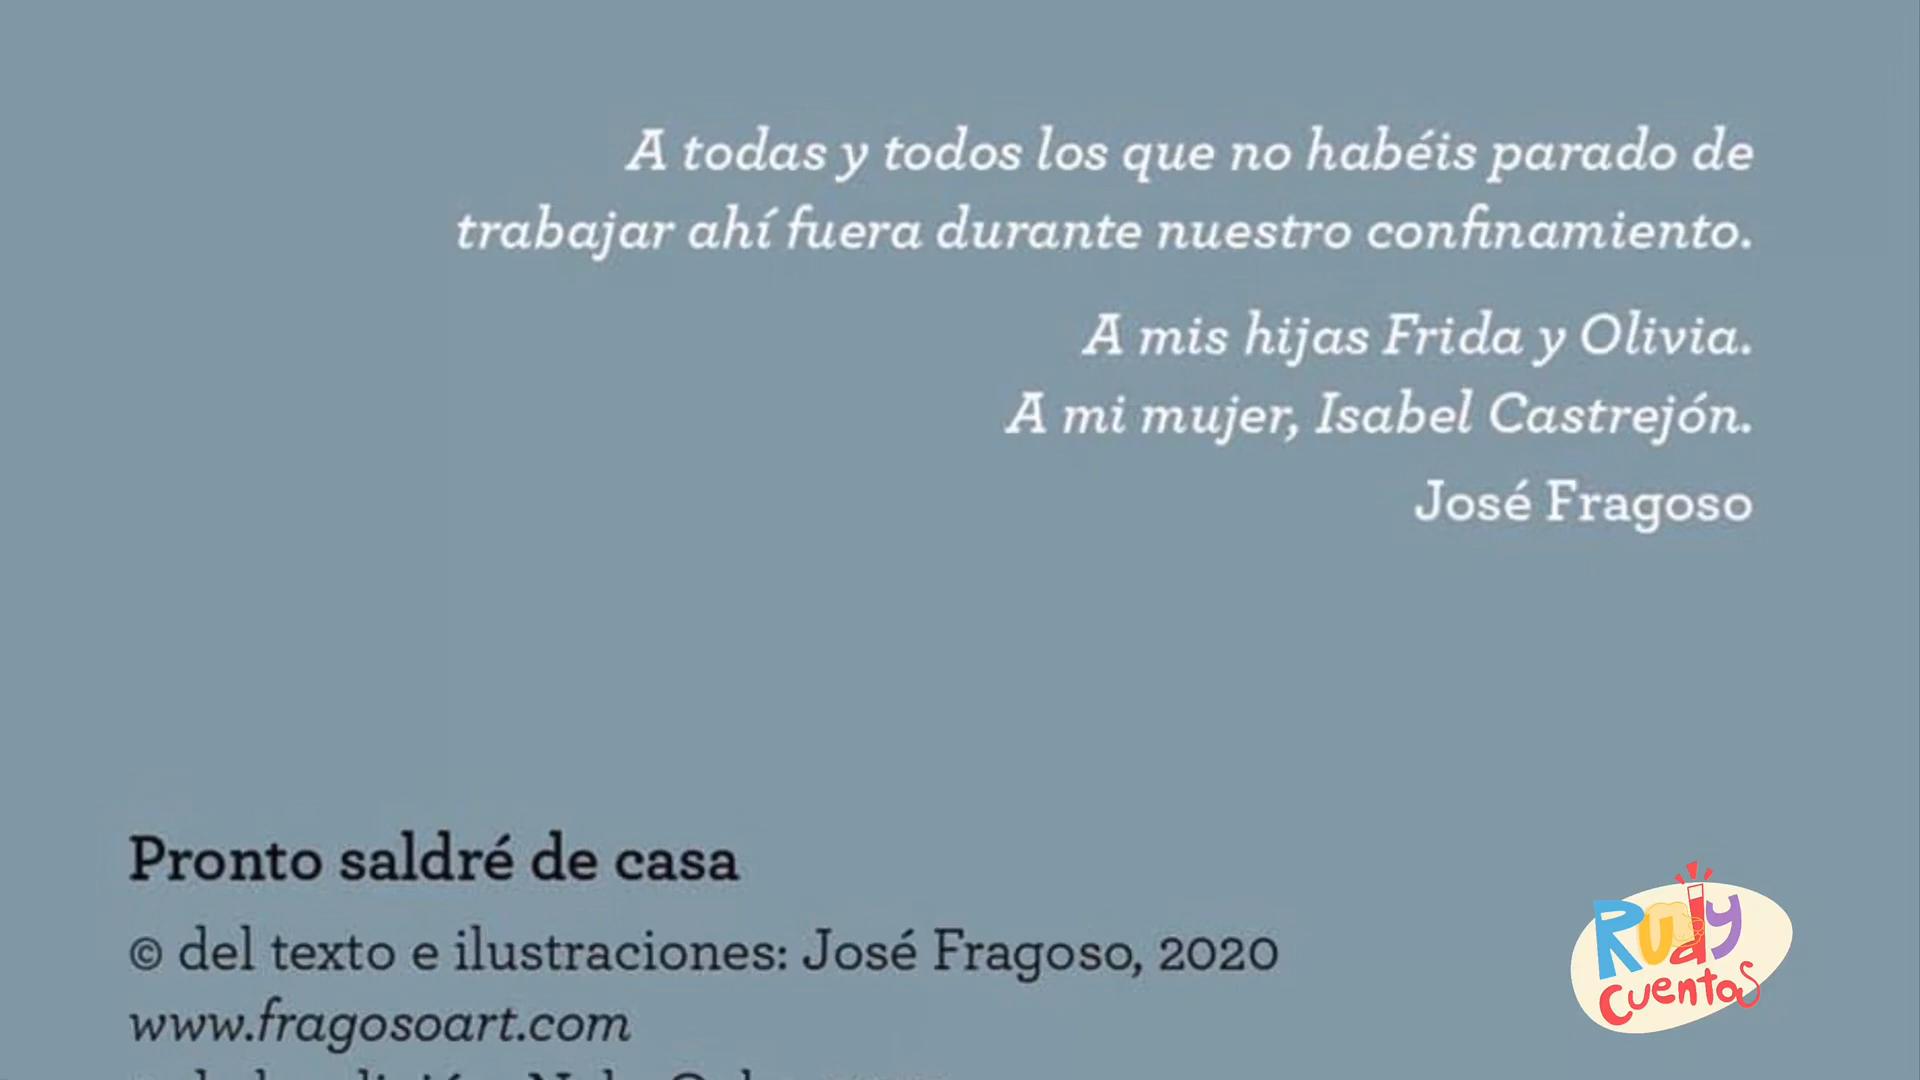 A todas y todos los que no habéis parado de
trabajar ahí fuera durante nuestro confinamiento.
A mis hijas Frida y Olivia.
A mi mujer, Isabel Castrejón.
José Fragoso
Pronto saldré de casa
© del texto e ilustraciones: José Fragoso, 2020
www.fragosoart.com
Rudy
Cuentos